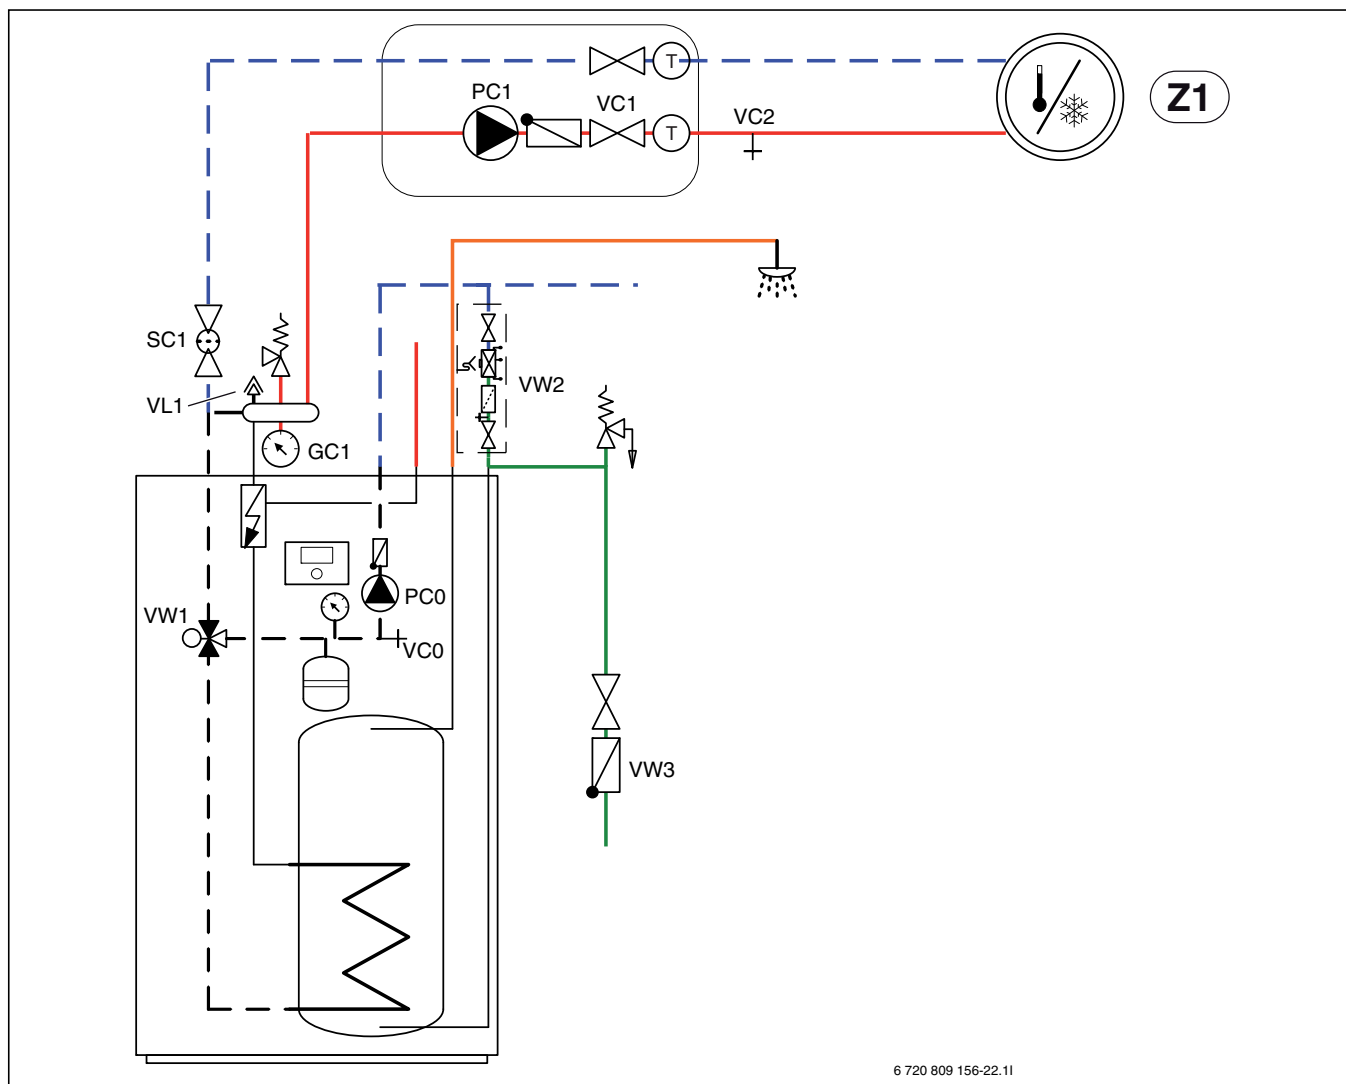 T
PC1
VC1
Z1
T
VC2
SC1
VW2
VL1
GC1
PC0
VW1
VC0
VW3
6 720 809 156-22.1I